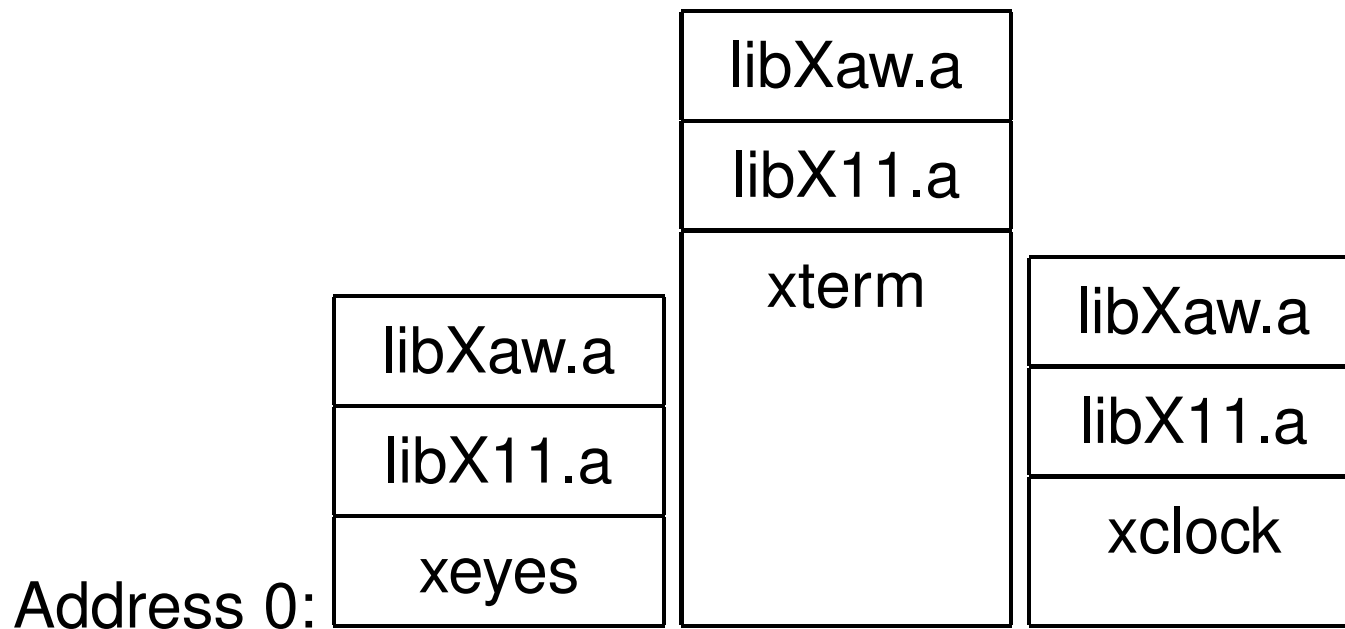 libXaw.a
libX11.a
xterm
libXaw.a
libX11.a
xclock
libXaw.a
libX11.a
xeyes
Address 0: